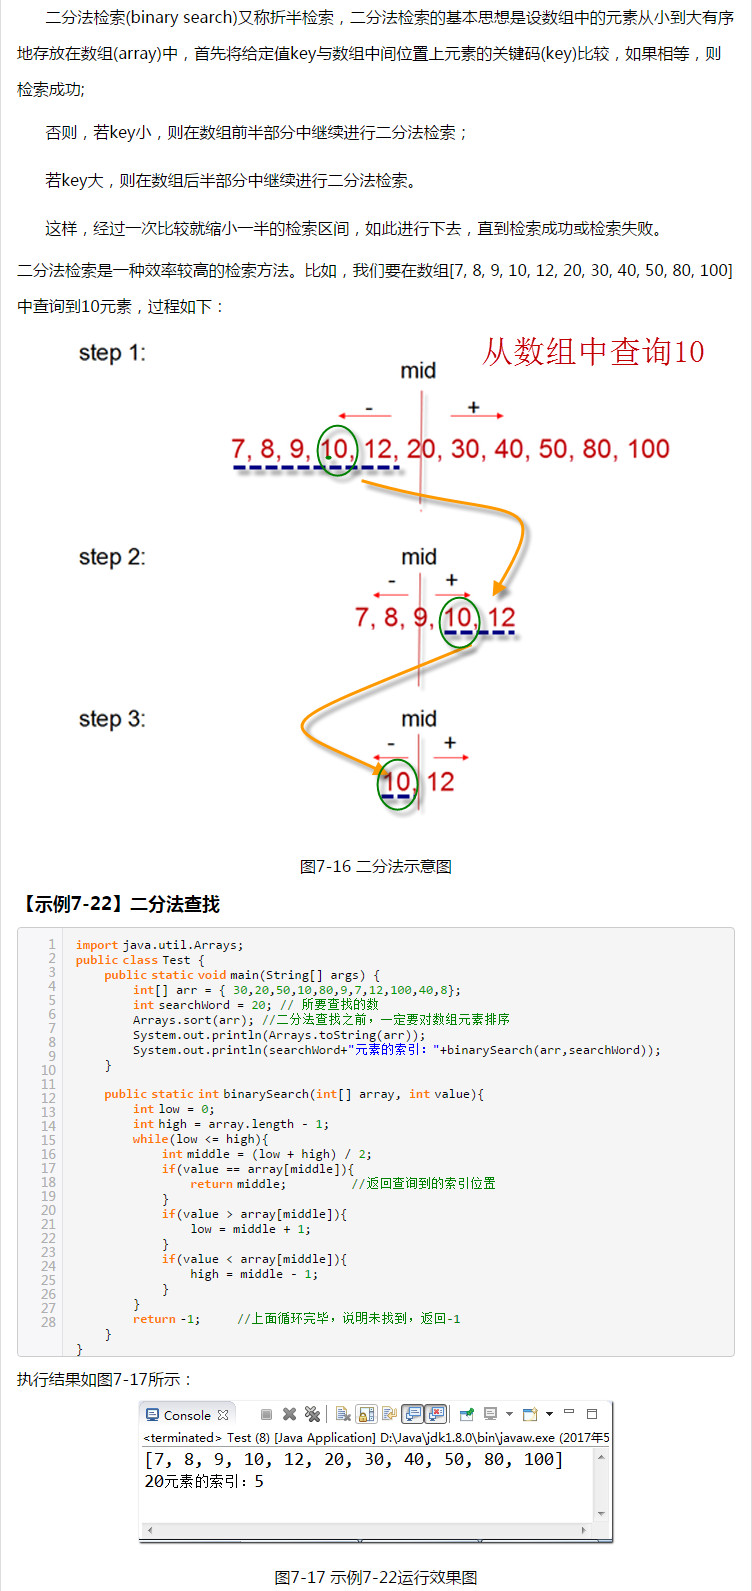 二分法检索(binary search)又称折半检索，二分法检索的基本思想是设数组中的元素从小到大有序
地存放在数组(array)中，首先将给定值key与数组中间位置上元素的关键码(key)比较，如果相等，则
检索成功;
否则，若key小，则在数组前半部分中继续进行二分法检索；
若key大，则在数组后半部分中继续进行二分法检索。
这样，经过一次比较就缩小一半的检索区间，如此进行下去，直到检索成功或检索失败。
二分法检索是一种效率较高的检索方法。比如，我们要在数组[7, 8, 9, 10, 12, 20, 30, 40, 50, 80, 100]
中查询到10元素，过程如下：
step 1:
从数组中查询10
mid
- +
7, 8, 9, 10, 12, 20, 30, 40, 50, 80, 100
step 2:
mid
- +
7, 8, 9, 10, 12
step 3:
mid
- +
10, 12
图7-16 二分法示意图
【示例7-22】二分法查找
1 import java.util.Arrays;
2 public class Test {
3 public static void main(String[] args) {
4 int[] arr = { 30,20,50,10,80,9,7,12,100,40,8};
5 int searchWord = 20; // 所要查找的数
6 Arrays.sort(arr); //二分法查找之前，一定要对数组元素排序
7 System.out.println(Arrays.toString(arr));
8 System.out.println(searchWord+"元素的索引："+binarySearch(arr,searchWord));
9 }
10
11 public static int binarySearch(int[] array, int value){
12 int low = 0;
13 int high = array.length - 1;
14 while(low <= high){
15 int middle = (low + high) / 2;
16 if(value == array[middle]){
17 return middle; //返回查询到的索引位置
18 }
19 if(value > array[middle]){
20 low = middle + 1;
21 }
22 if(value < array[middle]){
23 high = middle - 1;
24 }
25 }
26 return -1; //上面循环完毕，说明未找到，返回-1
27 }
28 }
执行结果如图7-17所示：
Console
<terminated> Test (8) [Java Application] D:\Java\jdk1.8.0\bin\javaw.exe (2017年5
[7, 8, 9, 10, 12, 20, 30, 40, 50, 80, 100]
20元素的索引：5
图7-17 示例7-22运行效果图